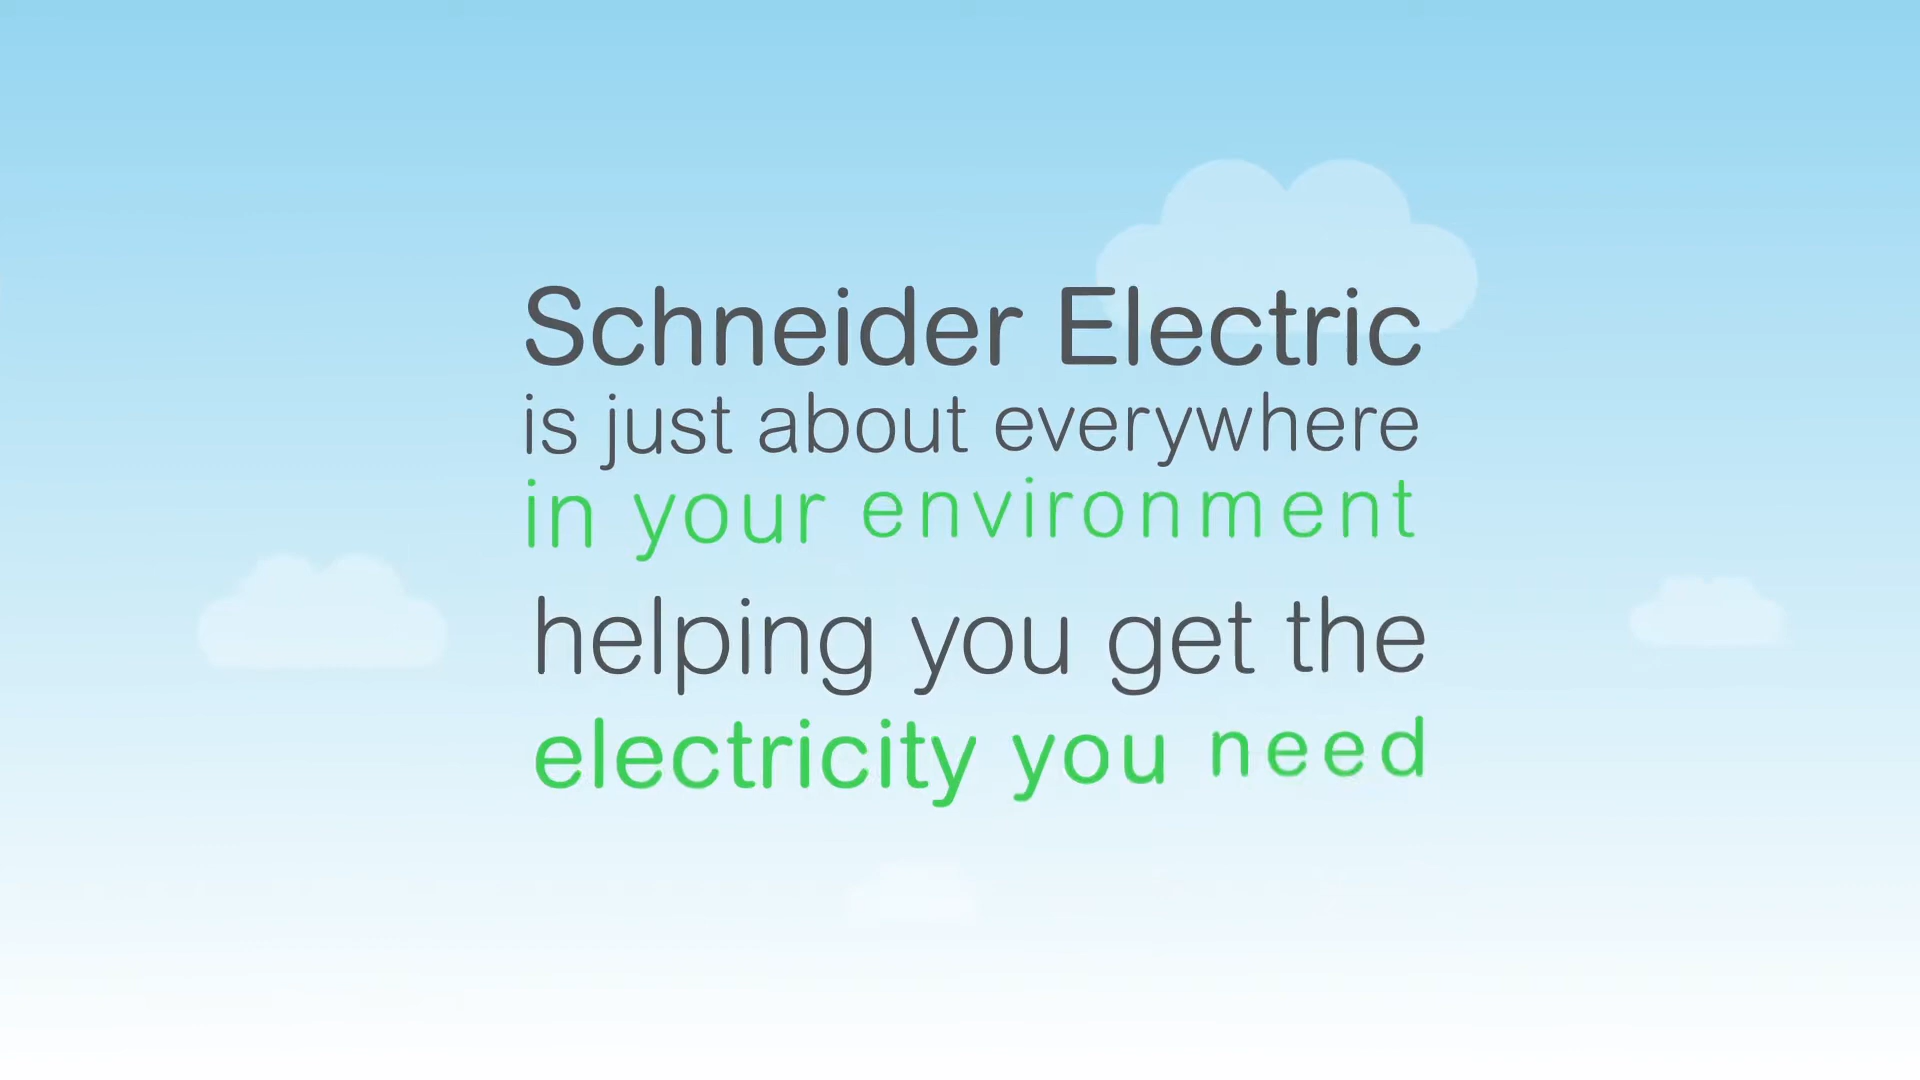 Schneider Electric
is just about everywhere
in your environment
helping you get the
electricity you need